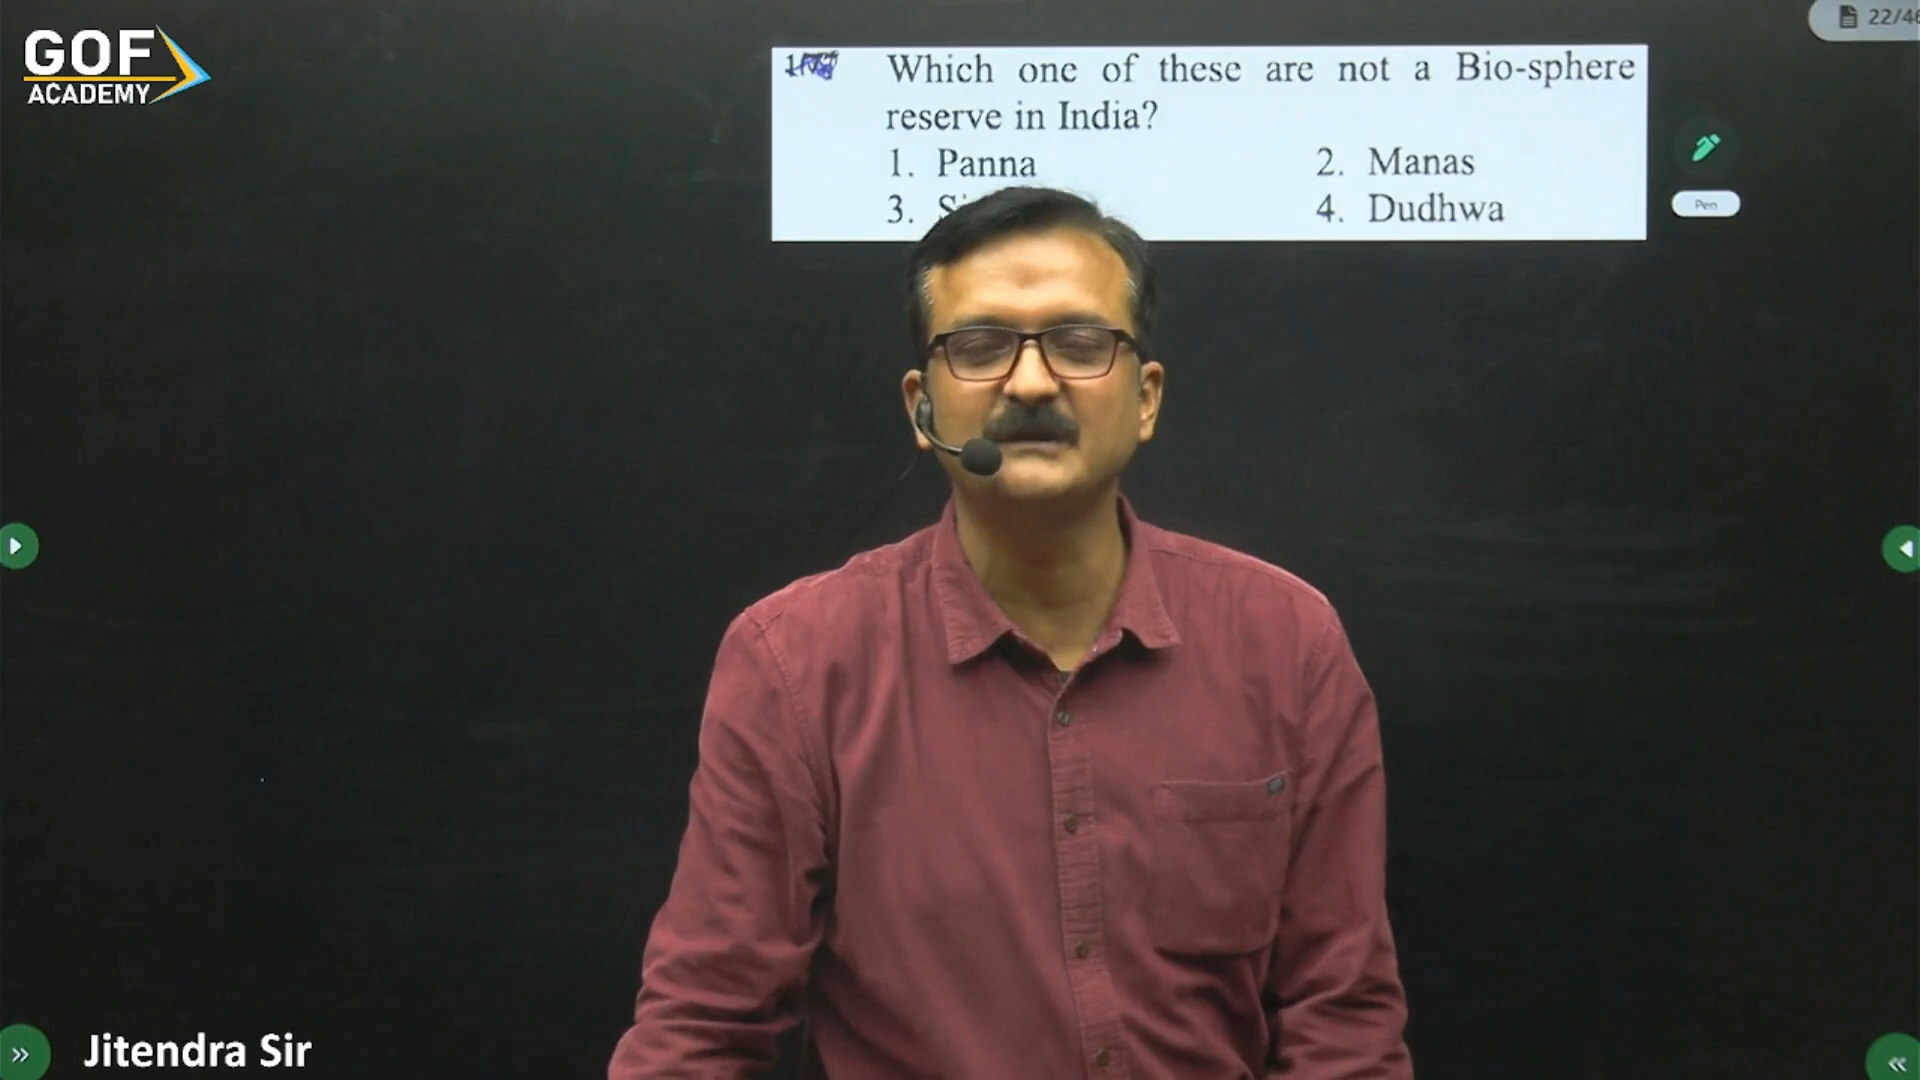 GOF
ACADEMY
22/46
Which one of these are not a Bio-sphere
reserve in India?
1. Panna 2. Manas
3. 4. Dudhwa
Pen
Jitendra Sir